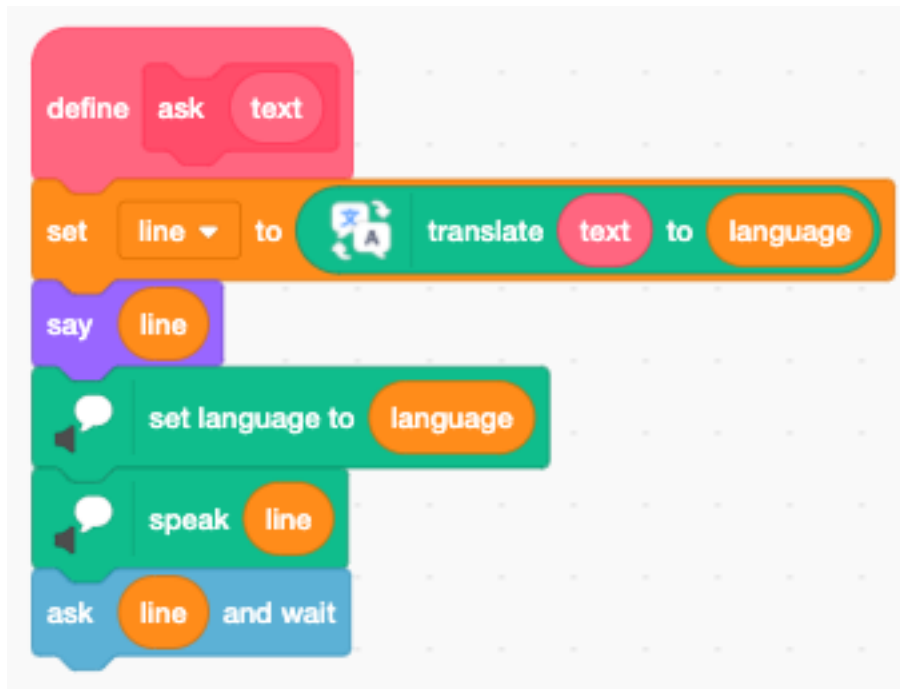 define ask text
set line to translate text to language
say line
set language to language
speak line
ask line and wait